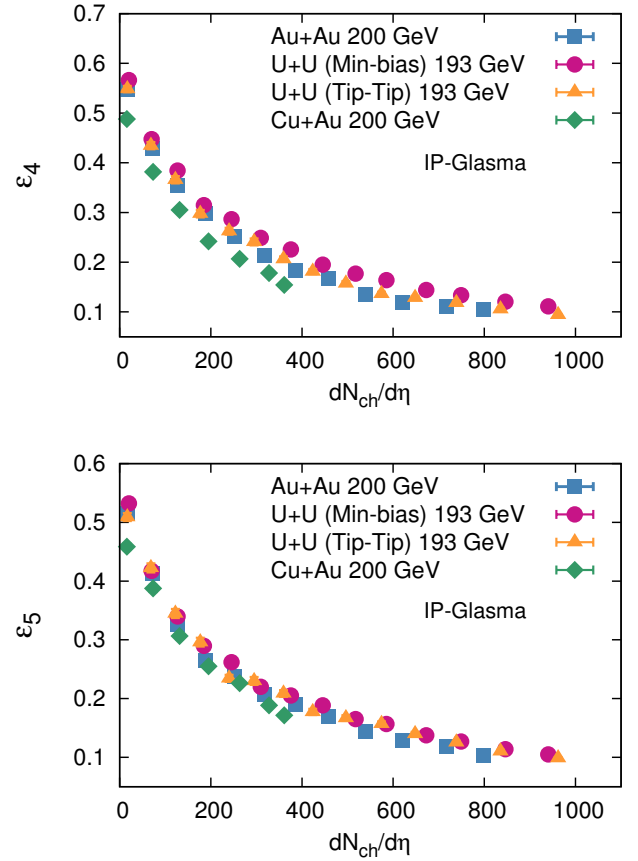 ε4
0.7
0.6
0.5
0.4
0.3
0.2
0.1
Au+Au 200 GeV
U+U (Min-bias) 193 GeV
U+U (Tip-Tip) 193 GeV
Cu+Au 200 GeV
IP-Glasma
0 200 400 600 800 1000
dNch/dη
ε5
0.6
0.5
0.4
0.3
0.2
0.1
Au+Au 200 GeV
U+U (Min-bias) 193 GeV
U+U (Tip-Tip) 193 GeV
Cu+Au 200 GeV
IP-Glasma
0 200 400 600 800 1000
dNch/dη